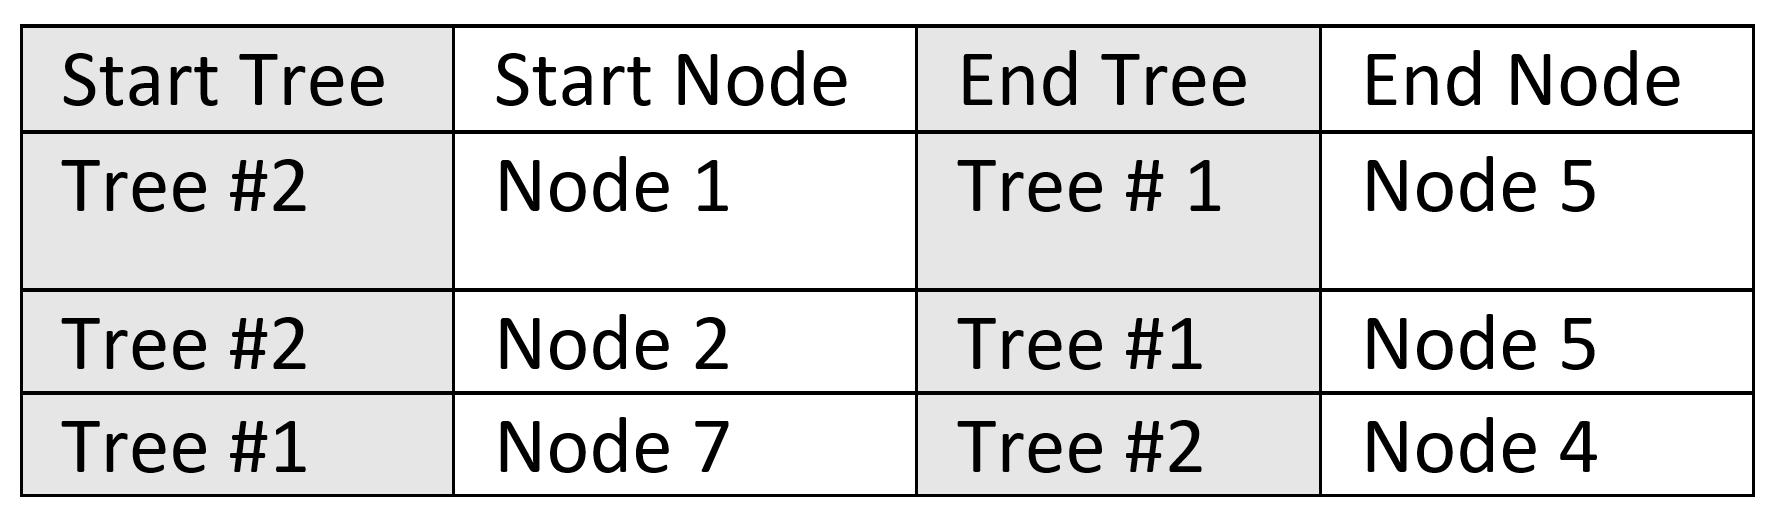 Start Tree Start Node End Tree End Node
Tree #2 Node 1 Tree # 1 Node 5
Tree #2 Node 2 Tree #1 Node 5
Tree #1 Node 7 Tree #2 Node 4